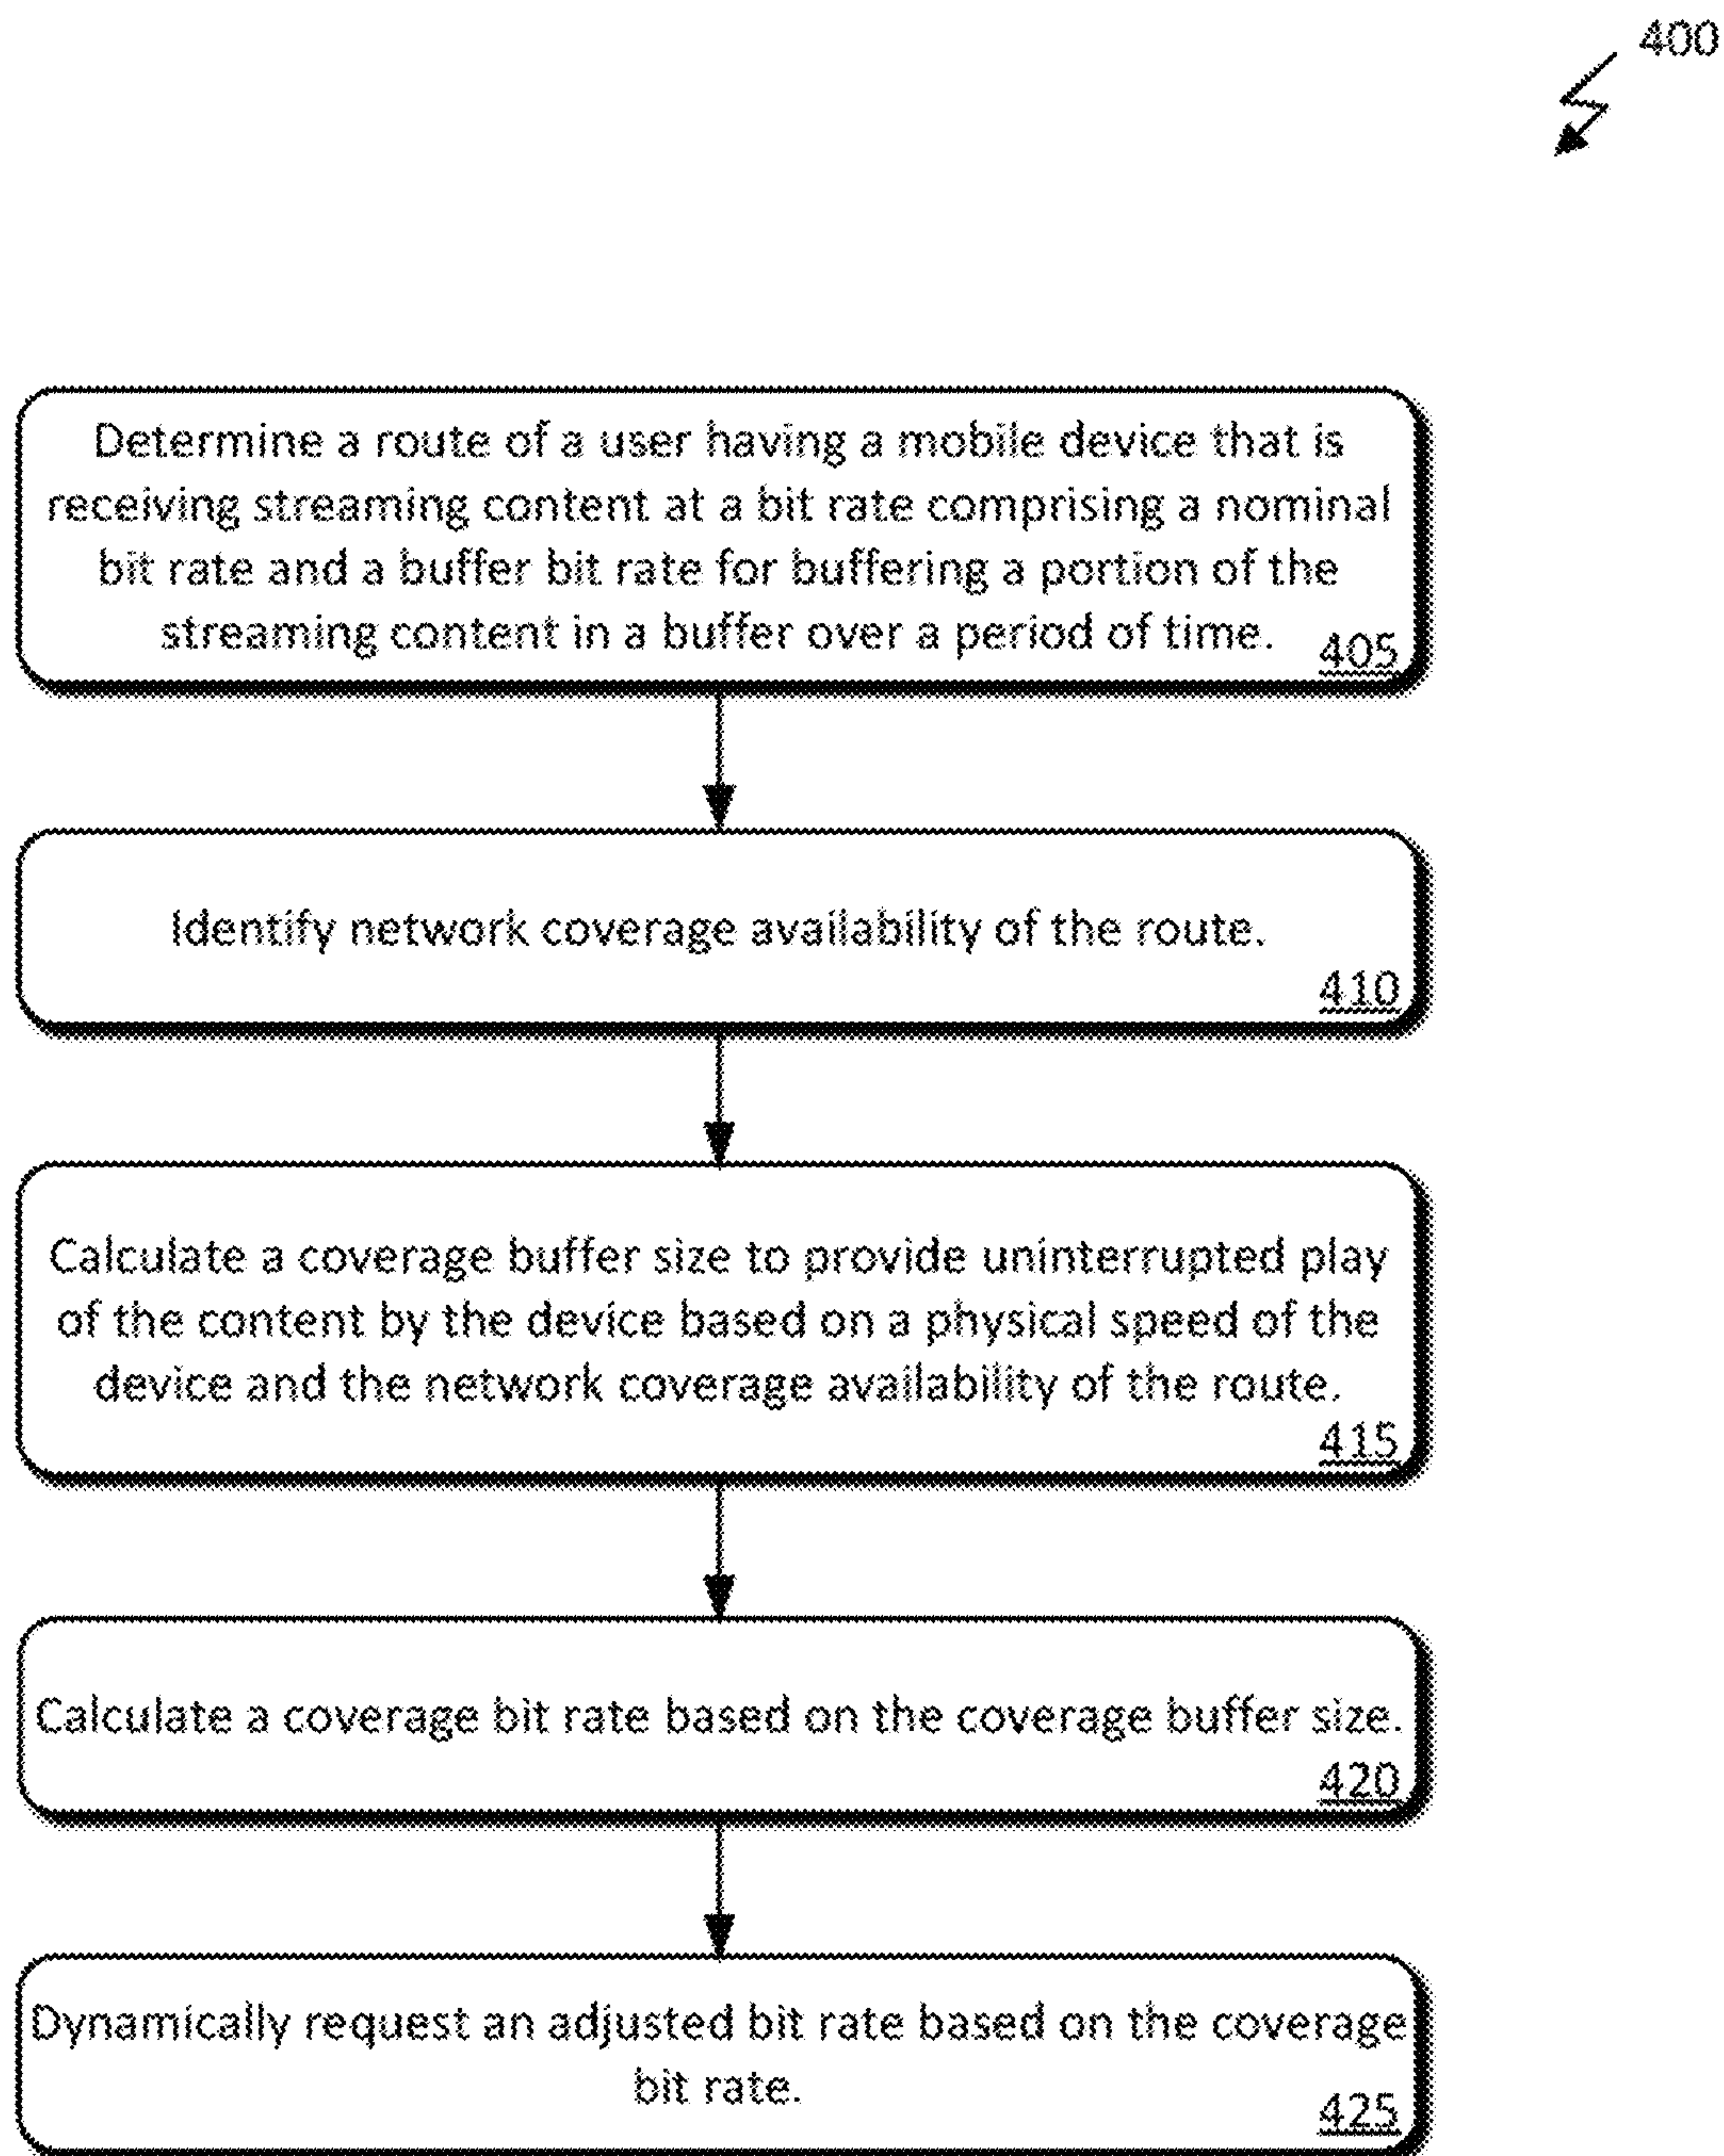 400
Determine a route of a user having a mobile device that is
receiving streaming content at a bit rate comprising a nominal
bit rate and a buffer bit rate for buffering a portion of the
streaming content in a buffer over a period of time.
405
Identify network coverage availability of the route.
410
Calculate a coverage buffer size to provide uninterrupted play
of the content by the device based on a physical speed of the
device and the network coverage availability of the route.
415
Calculate a coverage bit rate based on the coverage buffer size.
420
Dynamically request an adjusted bit rate based on the coverage
bit rate.
425